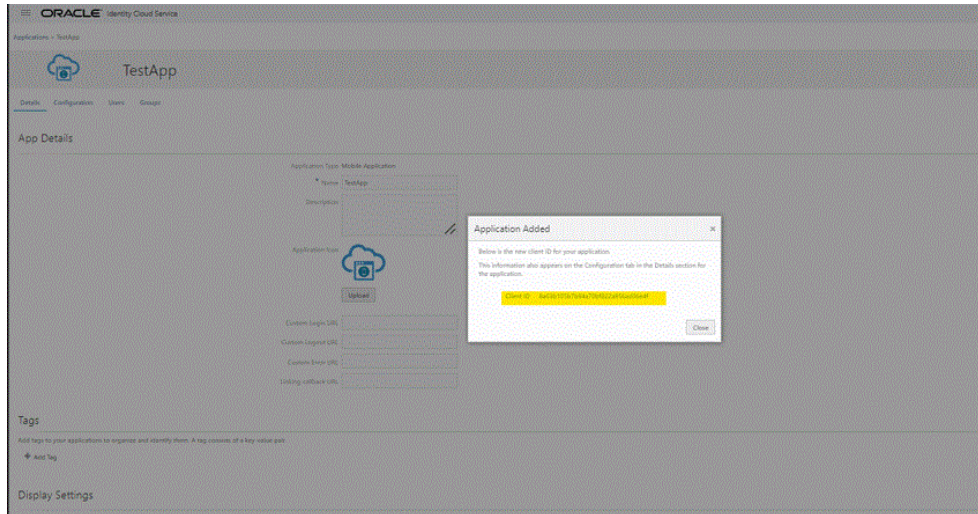 ORACLE Identity Cloud Service
Applications > TestApp
TestApp
Details Configuration Users Groups
App Details
Application Type Mobile Application
* Name TestApp
Description
Application Icon
Upload
Custom Login URL
Custom Logout URL
Custom Error URL
Linking callback URL
Tags
Add tags to your applications to organize and identify them. A tag consists of a key-value pair.
+ Add Tag
Display Settings
Application Added ×
Below is the new client ID for your application.
This information also appears on the Configuration tab in the Details section for
the application.
Client ID
Close